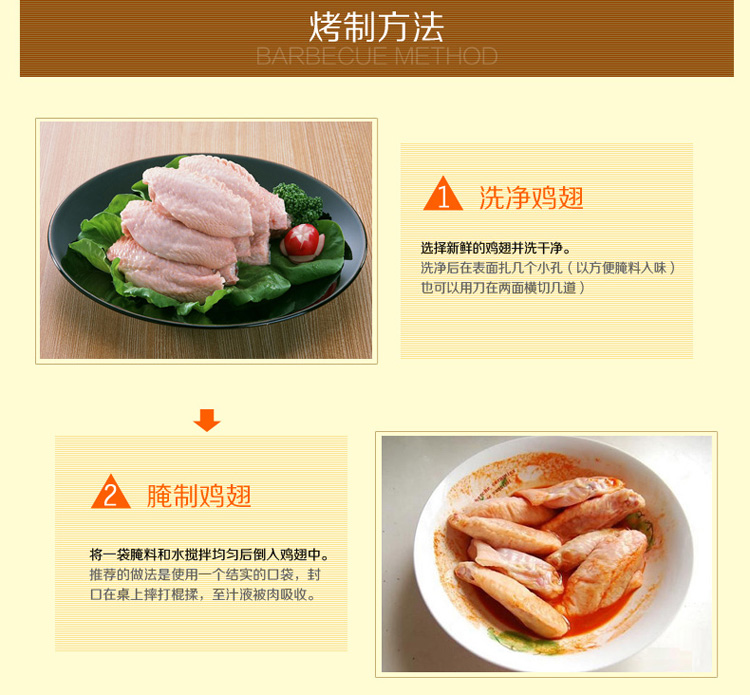 烤制方法
BARBECUE METHOD
1 洗净鸡翅
选择新鲜的鸡翅并洗干净。
洗净后在表面扎几个小孔（以方便腌料入味）
也可以用刀在两面横切几道）
2 腌制鸡翅
将一袋腌料和水搅拌均匀后倒入鸡翅中。
推荐的做法是使用一个结实的口袋，封
口在桌上摔打棍揉，至汁液被肉吸收。